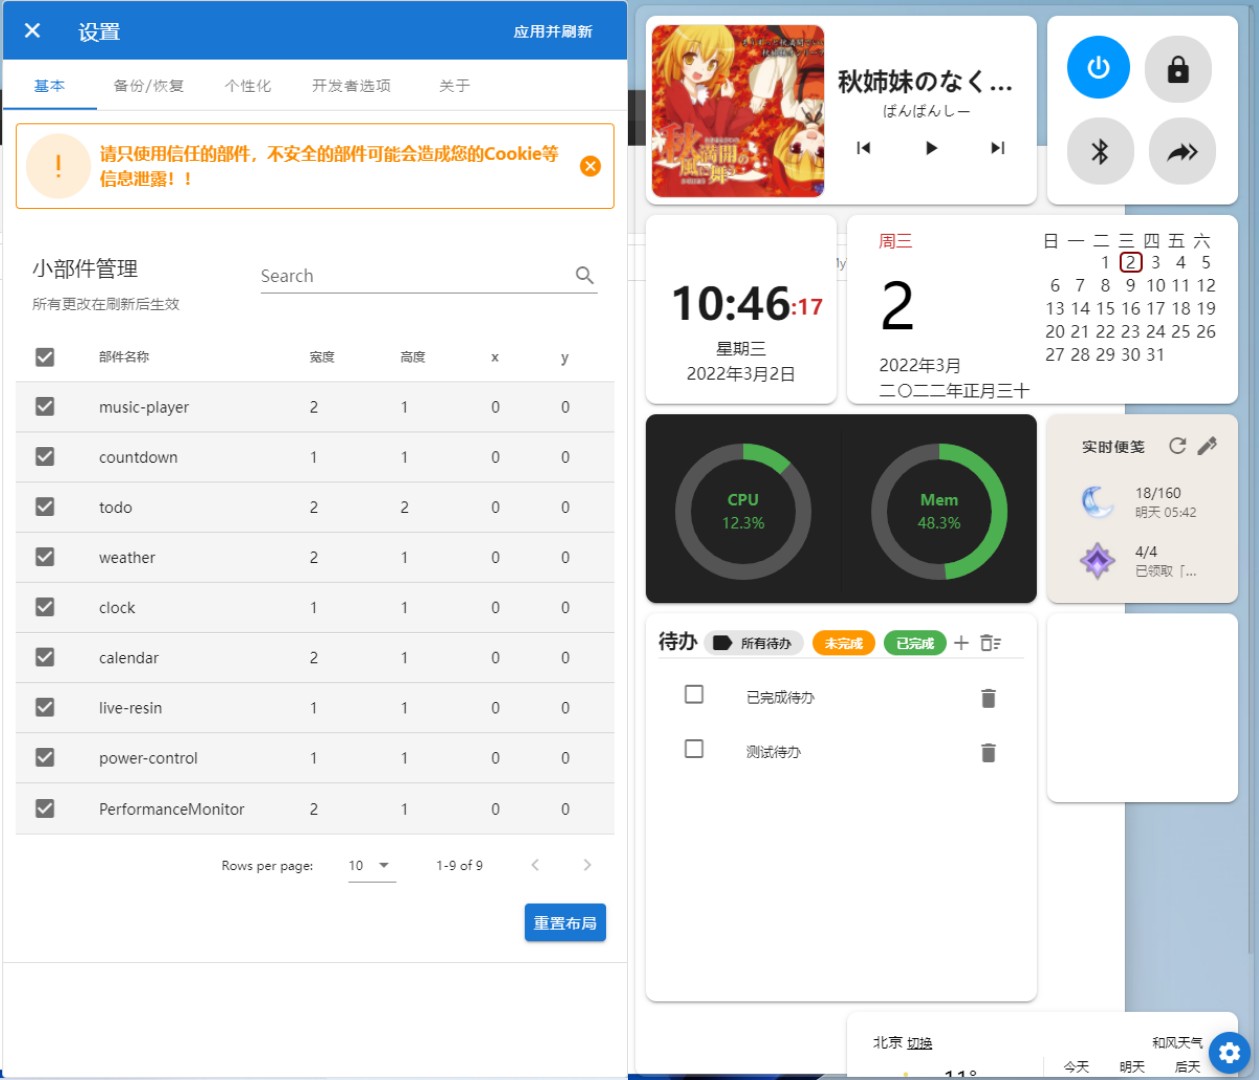 设置
应用并刷新
基本
备份/恢复
个性化
开发者选项
关于
请只使用信任的部件，不安全的部件可能会造成您的Cookie等
信息泄露！！
小部件管理
所有更改在刷新后生效
Search
部件名称 宽度 高度 x y
music-player 2 1 0 0
countdown 1 1 0 0
todo 2 2 0 0
weather 2 1 0 0
clock 1 1 0 0
calendar 2 1 0 0
live-resin 1 1 0 0
power-control 1 1 0 0
PerformanceMonitor 2 1 0 0
Rows per page: 10 1-9 of 9
重置布局
秋姉妹のなく...
ばんばんしー
10:46:17
星期三
2022年3月2日
周三
2
2022年3月
二〇二二年正月三十
日 一 二 三 四 五 六
1 2 3 4 5
6 7 8 9 10 11 12
13 14 15 16 17 18 19
20 21 22 23 24 25 26
27 28 29 30 31
CPU
12.3%
Mem
48.3%
实时便笺
18/160
明天 05:42
4/4
已领取「...
待办 所有待办 未完成 已完成
已完成待办
测试待办
北京 切换
和风天气
11°
今天 明天 后天